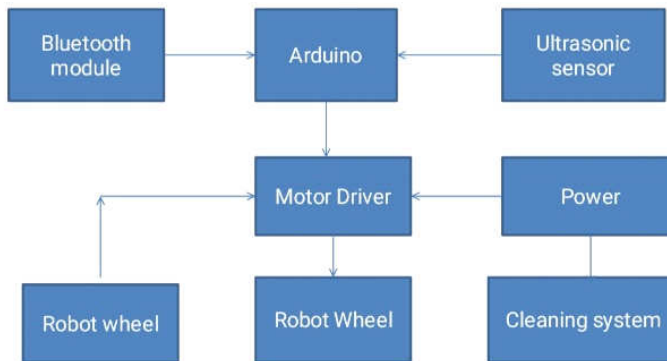 Bluetooth
module
Arduino
Ultrasonic
sensor
Motor Driver
Power
Robot wheel
Robot Wheel
Cleaning system